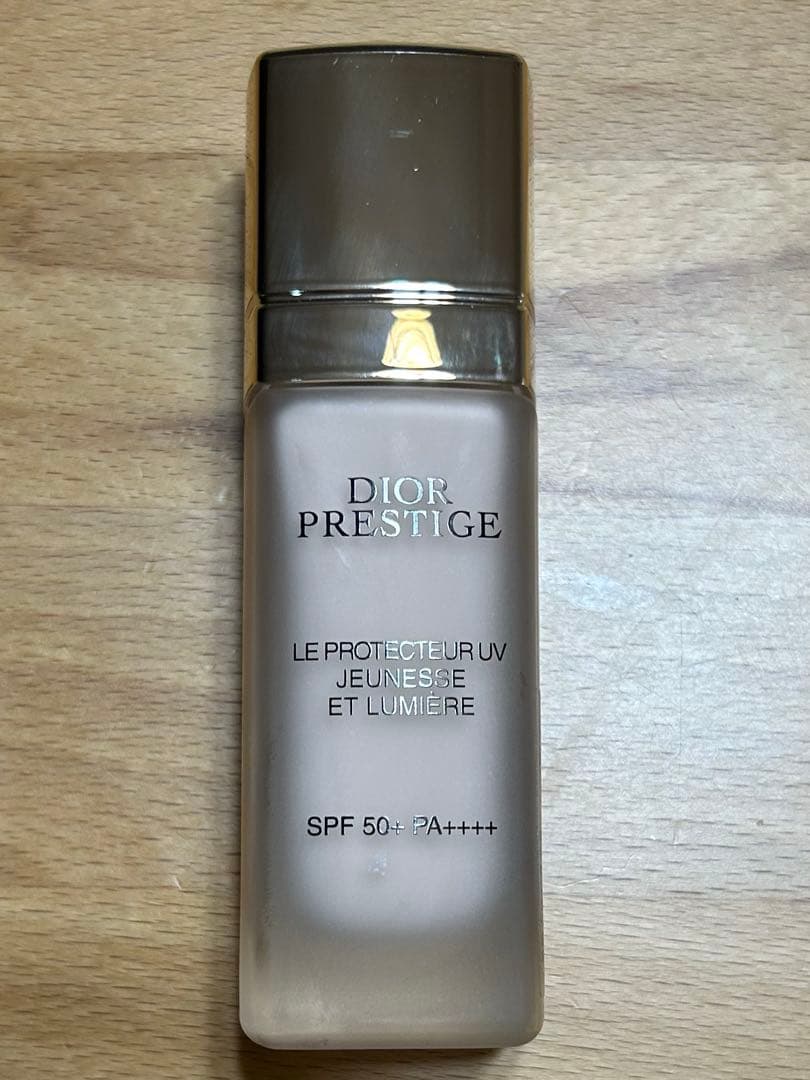 DIOR
PRESTIGE
LE PROTECTEUR UV
JEUNESSE
ET LUMIÈRE
SPF 50+ PA++++